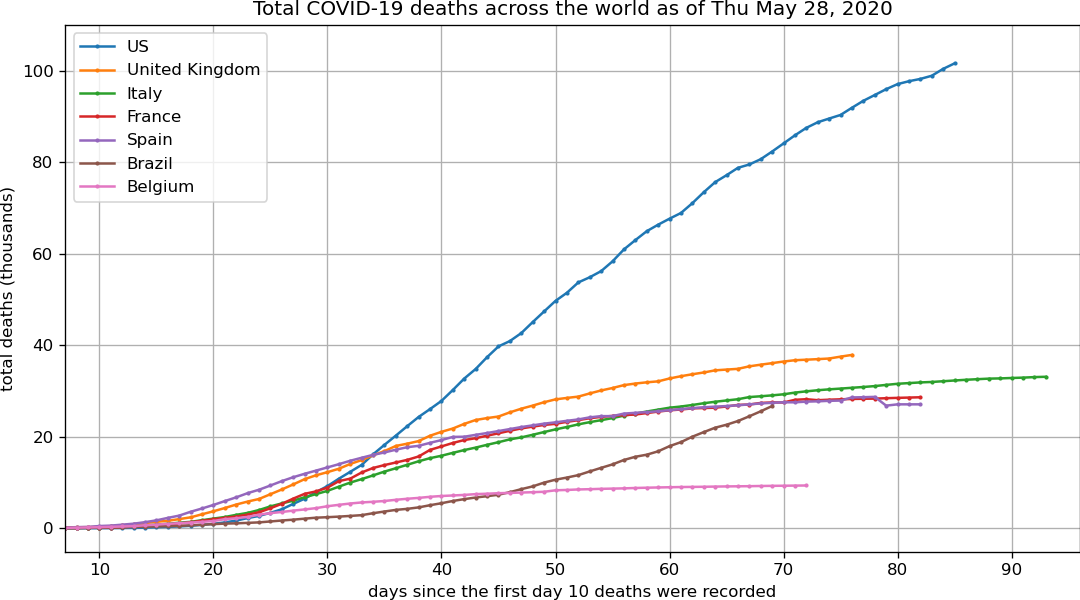 Total COVID-19 deaths across the world as of Thu May 28, 2020
US
United Kingdom
Italy
France
Spain
Brazil
Belgium
total deaths (thousands)
100
80
60
40
20
0
10 20 30 40 50 60 70 80 90
days since the first day 10 deaths were recorded